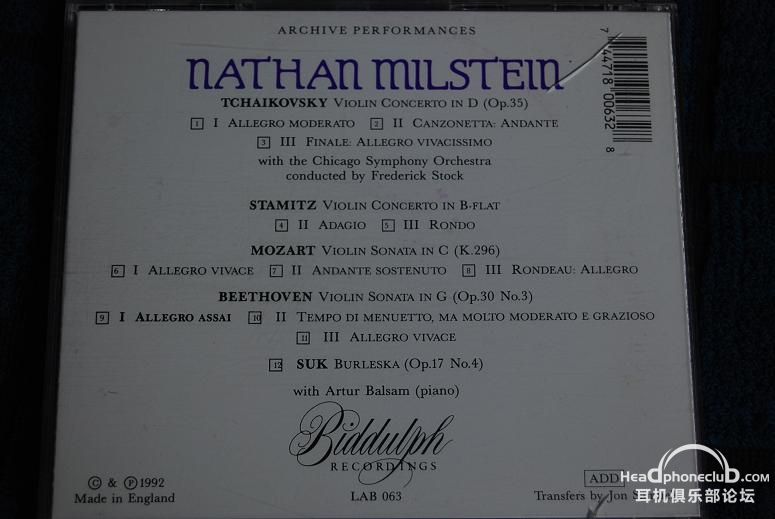 ARCHIVE PERFORMANCES
NATHAN MILSTEIN
TCHAIKOVSKY VIOLIN CONCERTO IN D (Op.35)
1 I ALLEGRO MODERATO 2 II CANZONETTA: ANDANTE
3 III FINALE: ALLEGRO VIVACISSIMO
with the Chicago Symphony Orchestra
conducted by Frederick Stock
STAMITZ VIOLIN CONCERTO IN B-FLAT
4 II ADAGIO 5 III RONDO
MOZART VIOLIN SONATA IN C (K.296)
6 I ALLEGRO VIVACE 7 II ANDANTE SOSTENUTO 8 III RONDEAU: ALLEGRO
BEETHOVEN VIOLIN SONATA IN G (Op.30 No.3)
9 I ALLEGRO ASSAI 10 II TEMPO DI MENUETTO, MA MOLTO MODERATO E GRAZIOSO
11 III ALLEGRO VIVACE
12 SUK BURLESKA (Op.17 No.4)
with Artur Balsam (piano)
Biddulph
RECORDINGS
LAB 063
© & ℗ 1992
Made in England
ADD
Transfers by Jon
7 44718 00632 8
HeadphoneclubD.com
耳机俱乐部论坛